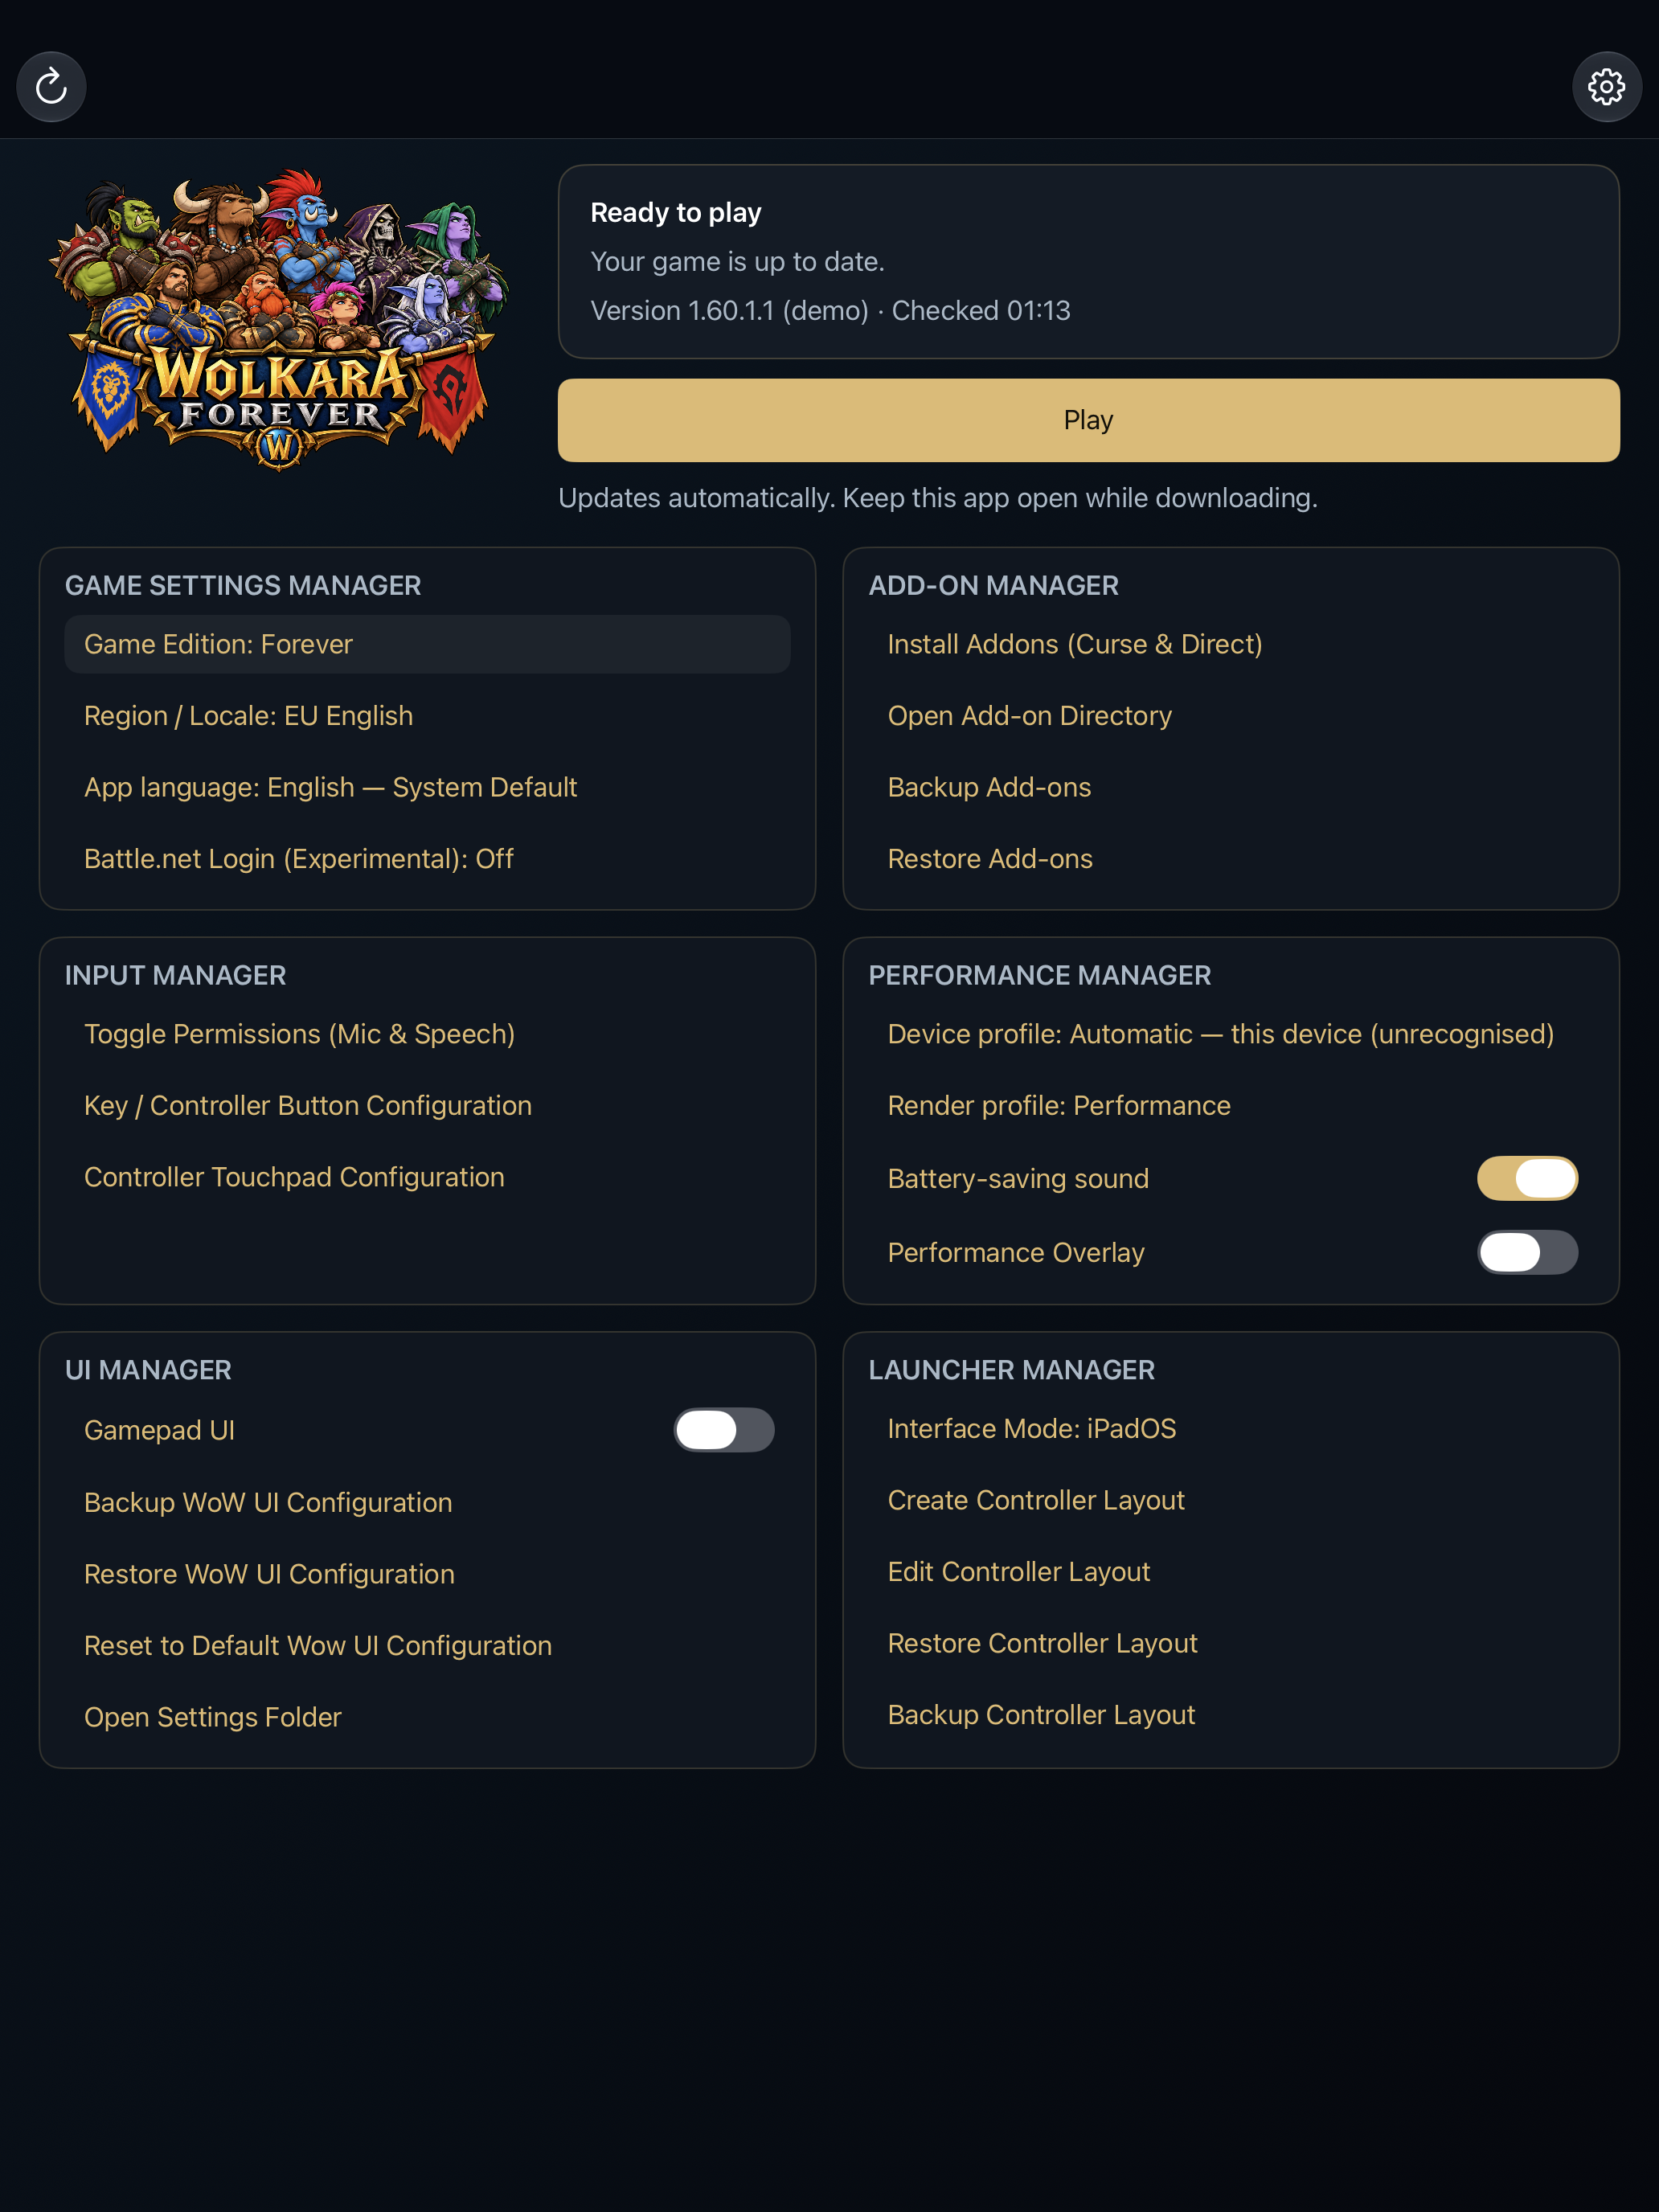 WOLKARA
FOREVER
W
Ready to play
Your game is up to date.
Version 1.60.1.1 (demo) · Checked 01:13
Play
Updates automatically. Keep this app open while downloading.
GAME SETTINGS MANAGER
Game Edition: Forever
Region / Locale: EU English
App language: English — System Default
Battle.net Login (Experimental): Off
ADD-ON MANAGER
Install Addons (Curse & Direct)
Open Add-on Directory
Backup Add-ons
Restore Add-ons
INPUT MANAGER
Toggle Permissions (Mic & Speech)
Key / Controller Button Configuration
Controller Touchpad Configuration
PERFORMANCE MANAGER
Device profile: Automatic — this device (unrecognised)
Render profile: Performance
Battery-saving sound
Performance Overlay
UI MANAGER
Gamepad UI
Backup WoW UI Configuration
Restore WoW UI Configuration
Reset to Default Wow UI Configuration
Open Settings Folder
LAUNCHER MANAGER
Interface Mode: iPadOS
Create Controller Layout
Edit Controller Layout
Restore Controller Layout
Backup Controller Layout